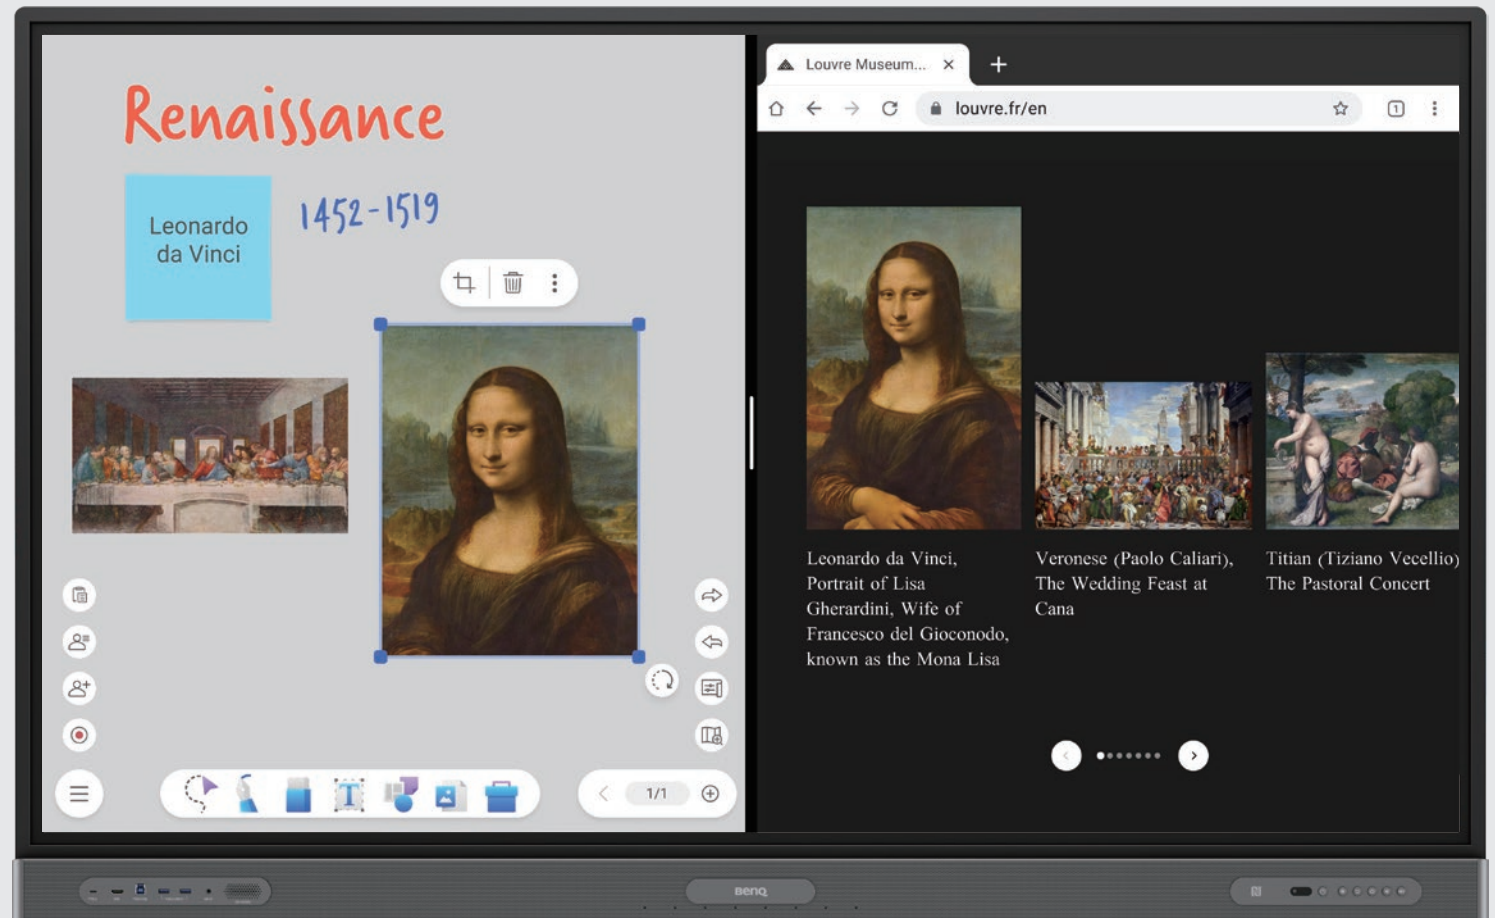 Renaissance
Leonardo
da Vinci
1452-1519
1/1
Louvre Museum...
louvre.fr/en
1
Leonardo da Vinci,
Portrait of Lisa
Gherardini, Wife of
Francesco del Gioconodo,
known as the Mona Lisa
Veronese (Paolo Caliari),
The Wedding Feast at
Cana
Titian (Tiziano Vecellio)
The Pastoral Concert
BenQ